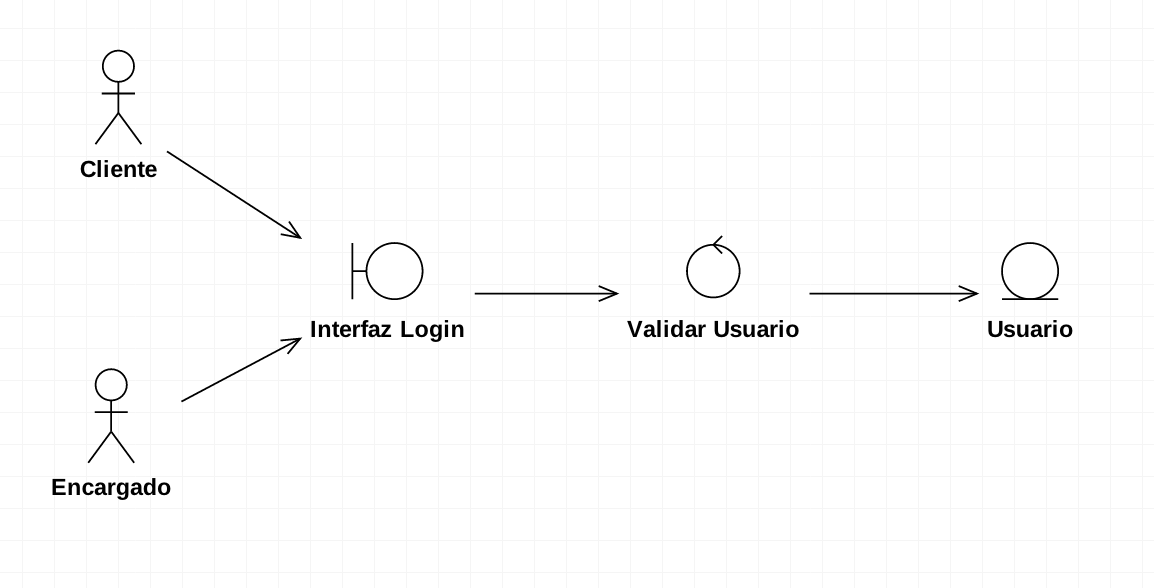 Cliente
Interfaz Login
Validar Usuario
Usuario
Encargado